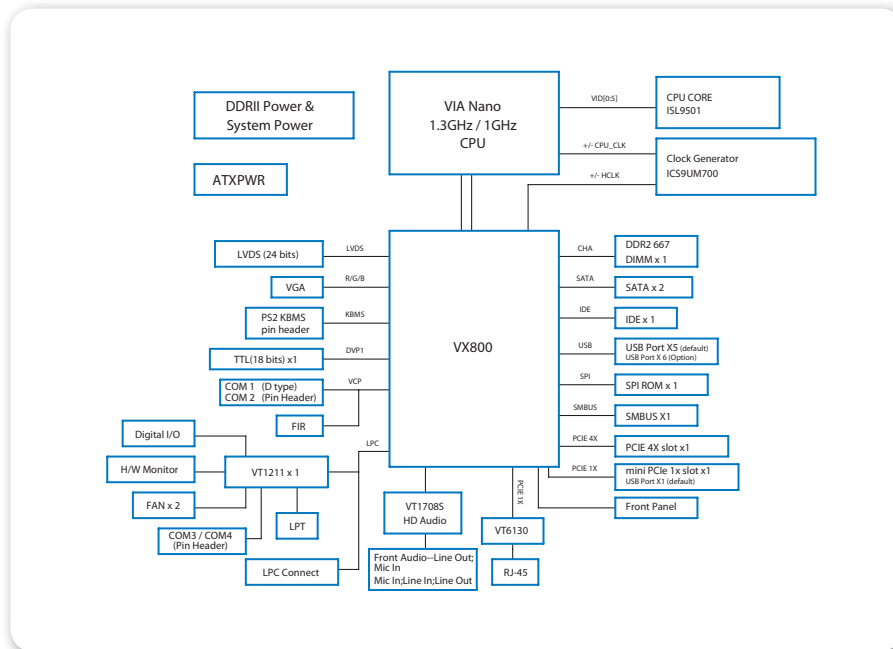 DDRII Power &
System Power
ATXPWR
VIA Nano
1.3GHz / 1GHz
CPU
VID[0:5]
CPU CORE
ISL9501
+/- CPU_CLK
+/- HCLK
Clock Generator
ICS9UM700
VX800
LVDS (24 bits)
LVDS
VGA
R/G/B
PS2 KBMS
pin header
KBMS
TTL(18 bits) x1
DVP1
COM 1 (D type)
COM 2 (Pin Header)
VCP
FIR
LPC
Digital I/O
H/W Monitor
FAN x 2
COM3 / COM4
(Pin Header)
VT1211 x 1
LPT
LPC Connect
CHA
DDR2 667
DIMM x 1
SATA
SATA x 2
IDE
IDE x 1
USB
USB Port X5 (default)
USB Port X 6 (Option)
SPI
SPI ROM x 1
SMBUS
SMBUS X1
PCIE 4X
PCIE 4X slot x1
PCIE 1X
mini PCIe 1x slot x1
USB Port X1 (default)
Front Panel
VT1708S
HD Audio
Front Audio--Line Out;
Mic In
Mic In;Line In;Line Out
PCIE 1X
VT6130
RJ-45